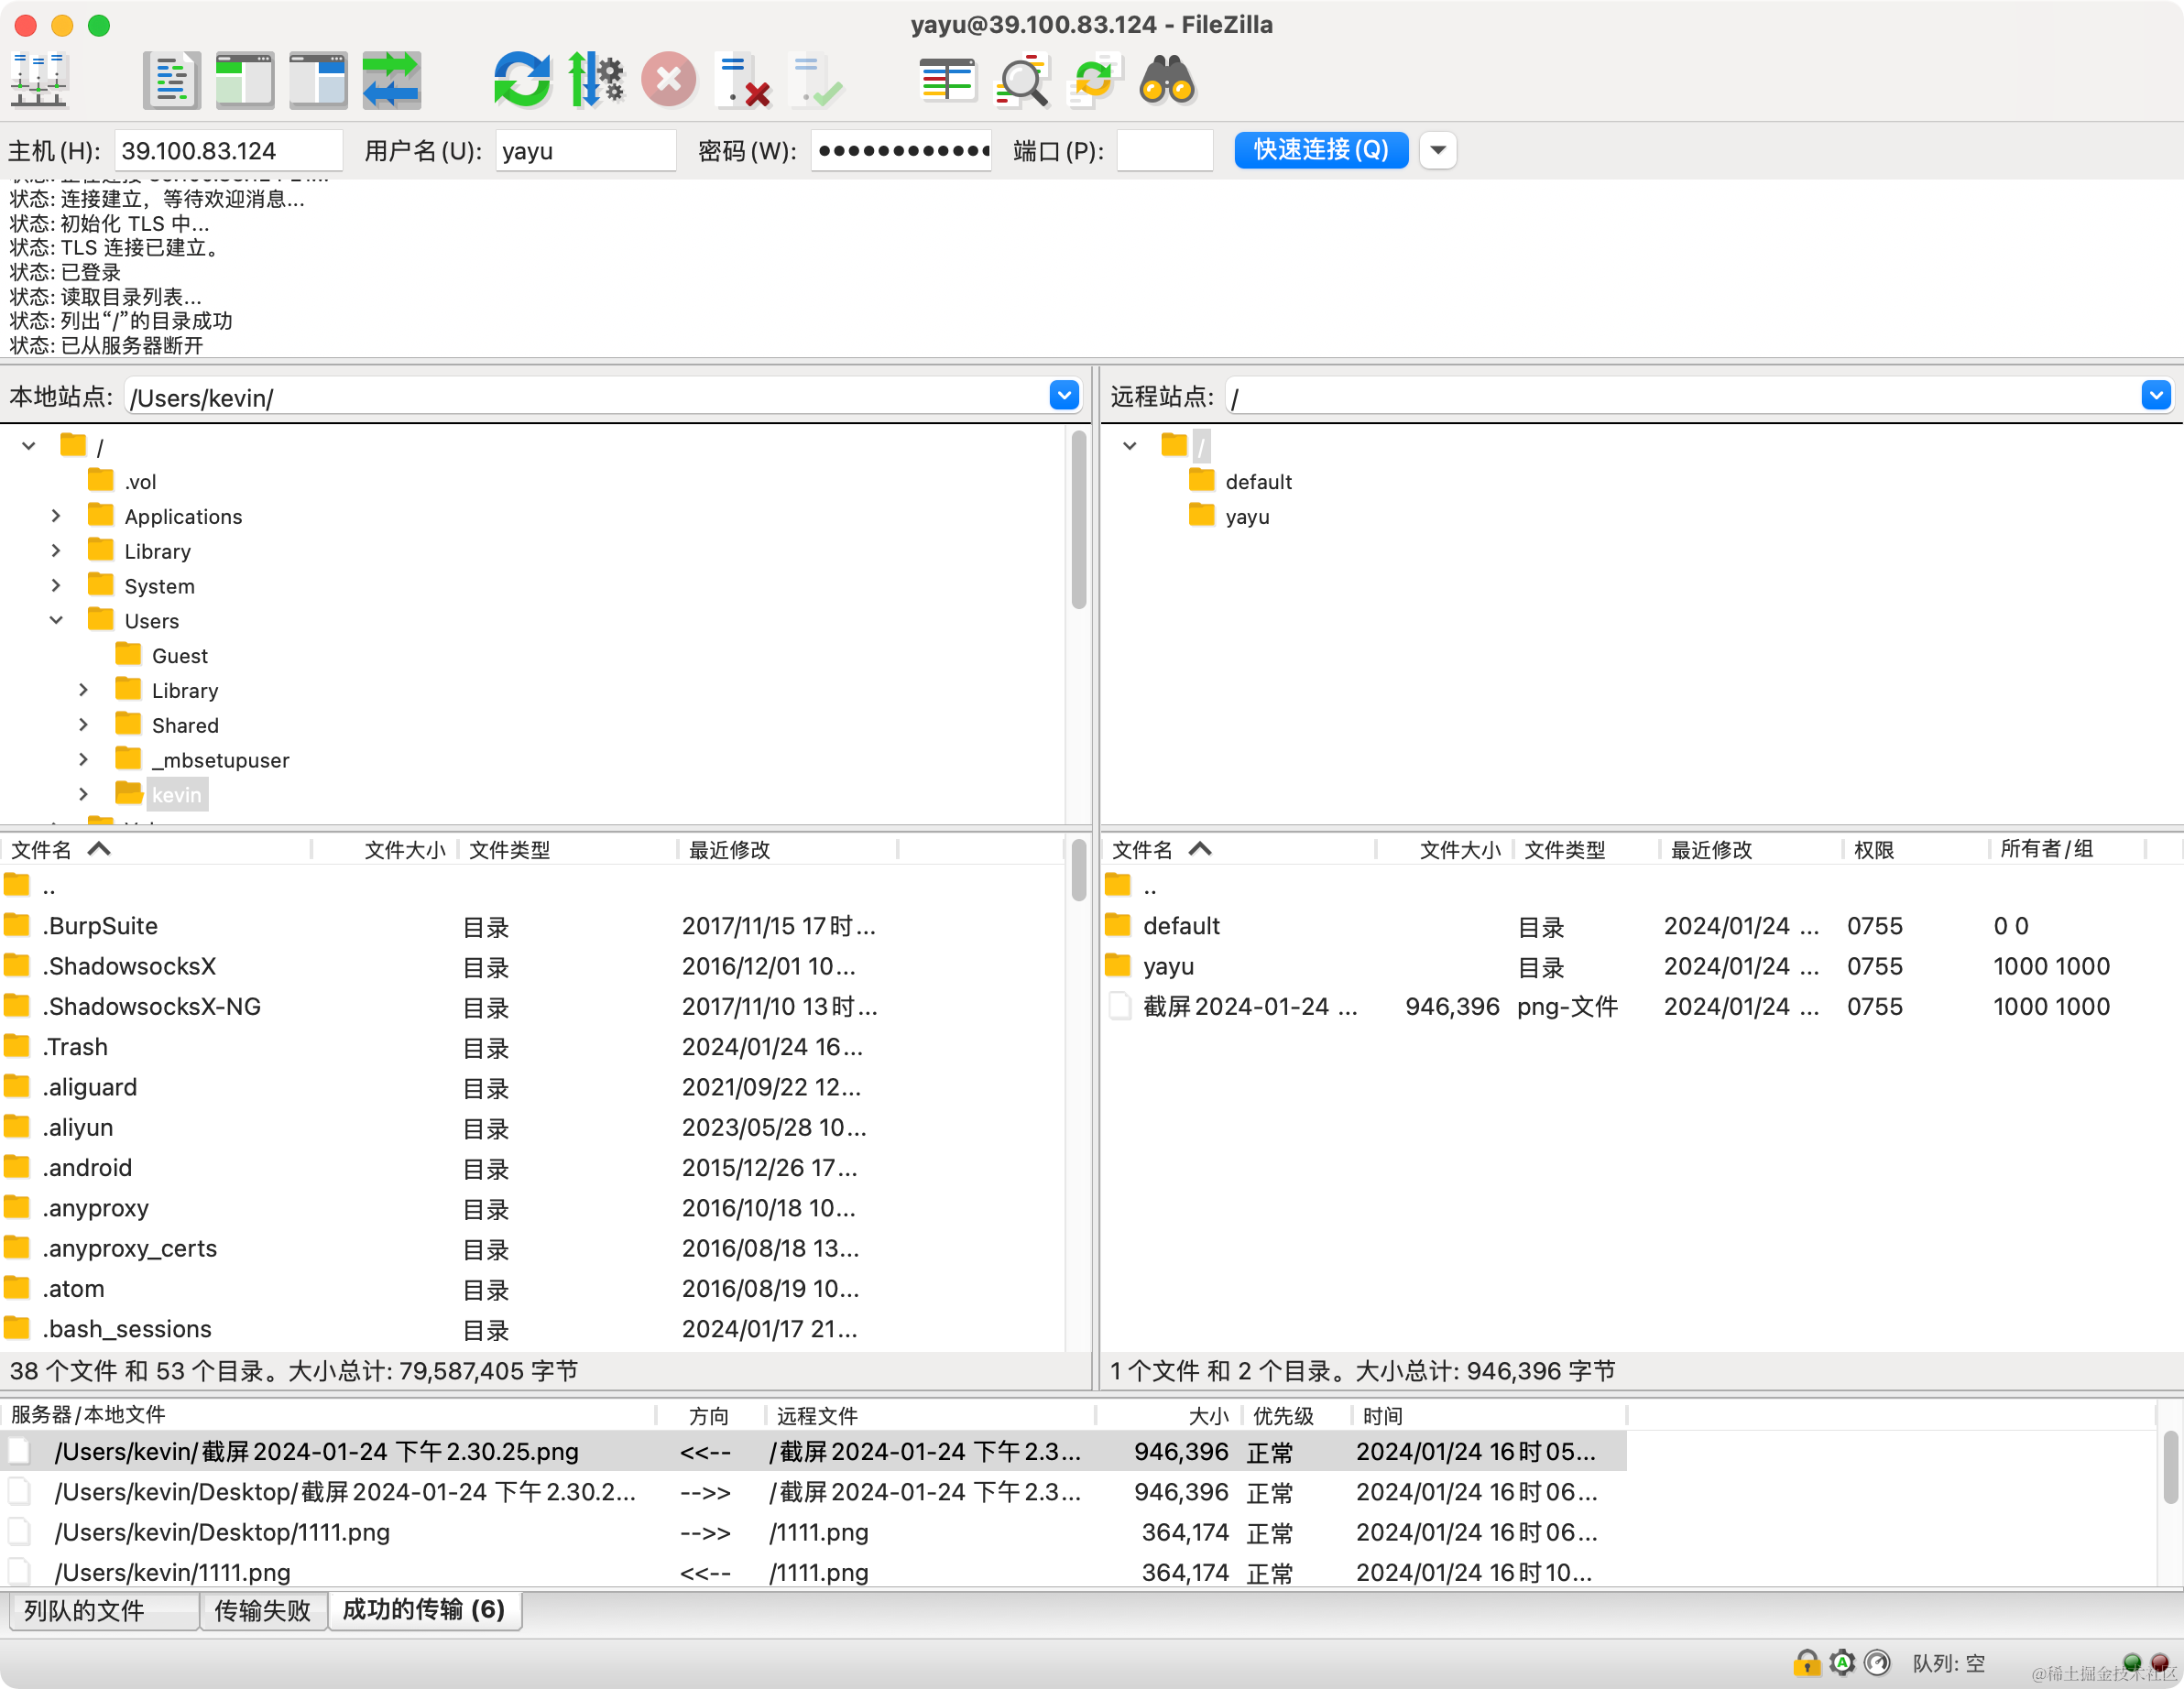 yayu@39.100.83.124 - FileZilla
主机(H): 39.100.83.124 用户名(U): yayu 密码(W): ●●●●●●●●●●●● 端口(P): 快速连接(Q)
状态: 连接建立，等待欢迎消息...
状态: 初始化 TLS 中...
状态: TLS 连接已建立。
状态: 已登录
状态: 读取目录列表...
状态: 列出“/”的目录成功
状态: 已从服务器断开
本地站点: /Users/kevin/
/
.vol
Applications
Library
System
Users
Guest
Library
Shared
_mbsetupuser
kevin
远程站点: /
/
default
yayu
文件名 文件大小 文件类型 最近修改
..
.BurpSuite 目录 2017/11/15 17时...
.ShadowsocksX 目录 2016/12/01 10...
.ShadowsocksX-NG 目录 2017/11/10 13时...
.Trash 目录 2024/01/24 16...
.aliguard 目录 2021/09/22 12...
.aliyun 目录 2023/05/28 10...
.android 目录 2015/12/26 17...
.anyproxy 目录 2016/10/18 10...
.anyproxy_certs 目录 2016/08/18 13...
.atom 目录 2016/08/19 10...
.bash_sessions 目录 2024/01/17 21...
38 个文件 和 53 个目录。大小总计: 79,587,405 字节
文件名 文件大小 文件类型 最近修改 权限 所有者/组
..
default 目录 2024/01/24 ... 0755 0 0
yayu 目录 2024/01/24 ... 0755 1000 1000
截屏2024-01-24 ... 946,396 png-文件 2024/01/24 ... 0755 1000 1000
1 个文件 和 2 个目录。大小总计: 946,396 字节
服务器/本地文件 方向 远程文件 大小 优先级 时间
/Users/kevin/截屏2024-01-24 下午2.30.25.png <<-- /截屏2024-01-24 下午2.3... 946,396 正常 2024/01/24 16时05...
/Users/kevin/Desktop/截屏2024-01-24 下午2.30.2... -->> /截屏2024-01-24 下午2.3... 946,396 正常 2024/01/24 16时06...
/Users/kevin/Desktop/1111.png -->> /1111.png 364,174 正常 2024/01/24 16时06...
/Users/kevin/1111.png <<-- /1111.png 364,174 正常 2024/01/24 16时10...
列队的文件 传输失败 成功的传输 (6)
队列: 空
@稀土掘金技术社区